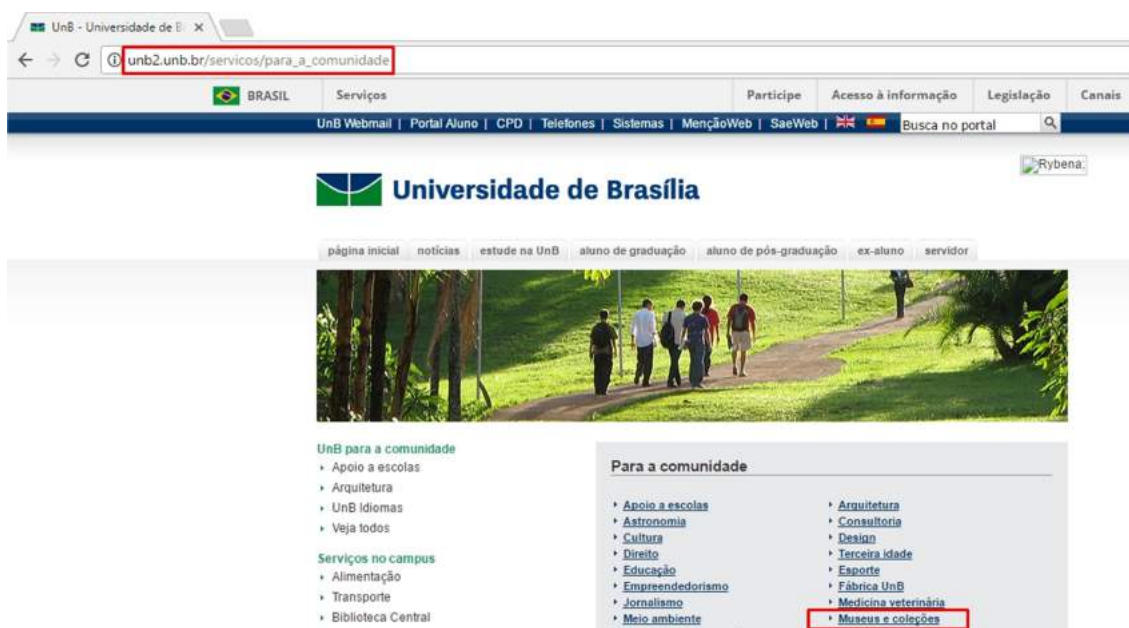 UnB - Universidade de B
unb2.unb.br/servicos/para_a_comunidade
BRASIL Serviços Participe Acesso à informação Legislação Canais
UnB Webmail | Portal Aluno | CPD | Telefones | Sistemas | MençãoWeb | SaeWeb | Busca no portal
Rybena
Universidade de Brasília
página inicial notícias estude na UnB aluno de graduação aluno de pós-graduação ex-aluno servidor
UnB para a comunidade
Apoio a escolas
Arquitetura
UnB Idiomas
Veja todos
Serviços no campus
Alimentação
Transporte
Biblioteca Central
Para a comunidade
Apoio a escolas
Astronomia
Cultura
Direito
Educação
Empreendedorismo
Jornalismo
Meio ambiente
Arquitetura
Consultoria
Design
Terceira idade
Esporte
Fábrica UnB
Medicina veterinária
Museus e coleções